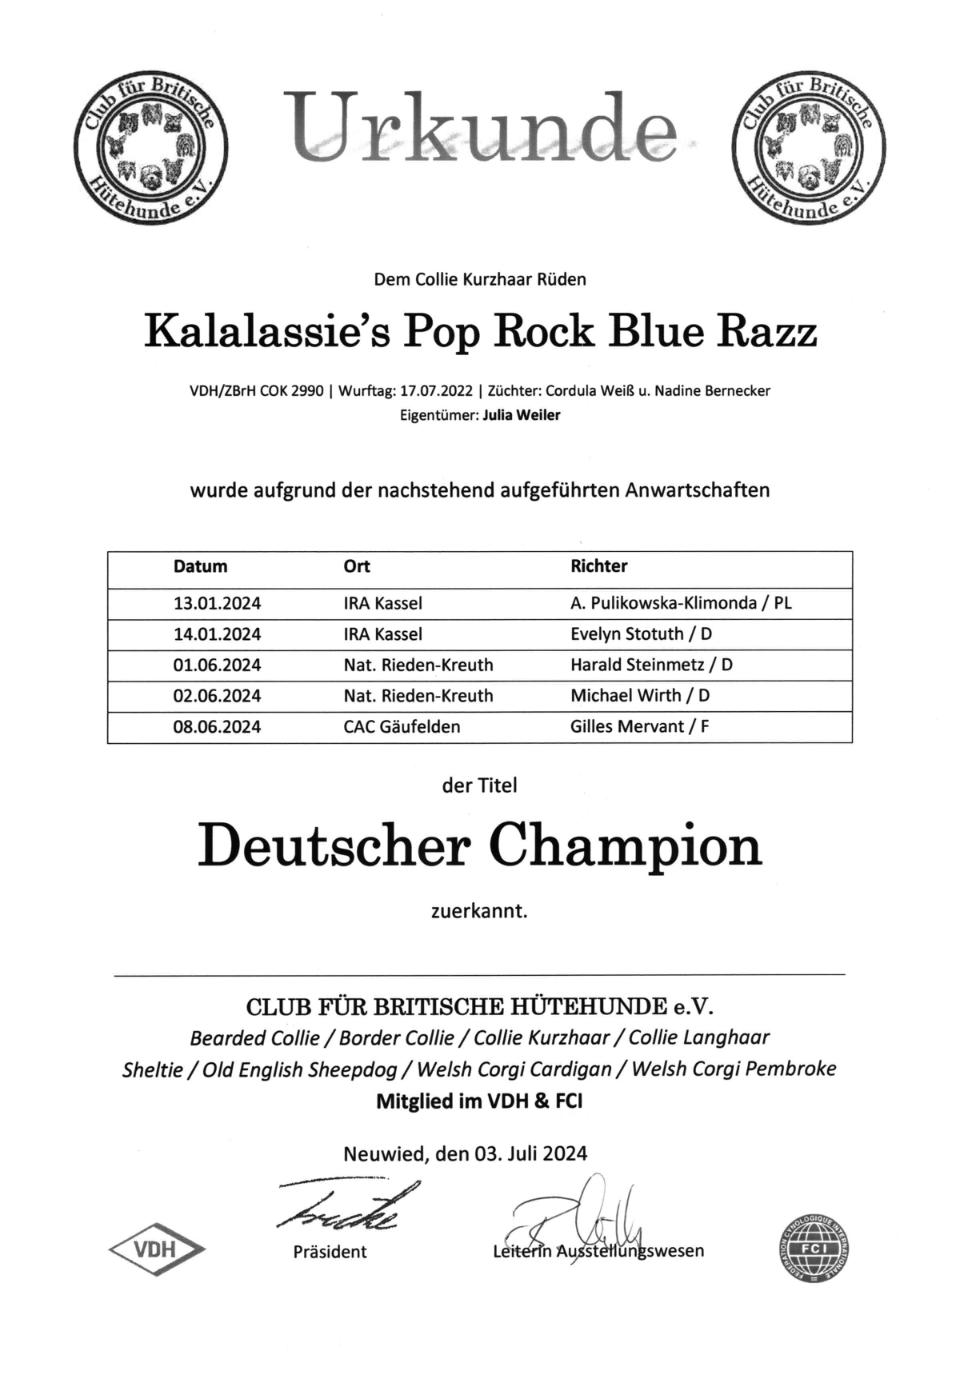 Club für Britische Hütehunde e.V.
Urkunde
Club für Britische Hütehunde e.V.
Dem Collie Kurzhaar Rüden
Kalalassie's Pop Rock Blue Razz
VDH/ZBrH COK 2990 | Wurftag: 17.07.2022 | Züchter: Cordula Weiß u. Nadine Bernecker
Eigentümer: Julia Weiler
wurde aufgrund der nachstehend aufgeführten Anwartschaften
Datum Ort Richter
13.01.2024 IRA Kassel A. Pulikowska-Klimonda / PL
14.01.2024 IRA Kassel Evelyn Stotuth / D
01.06.2024 Nat. Rieden-Kreuth Harald Steinmetz / D
02.06.2024 Nat. Rieden-Kreuth Michael Wirth / D
08.06.2024 CAC Gäufelden Gilles Mervant / F
der Titel
Deutscher Champion
zuerkannt.
CLUB FÜR BRITISCHE HÜTEHUNDE e.V.
Bearded Collie / Border Collie / Collie Kurzhaar / Collie Langhaar
Sheltie / Old English Sheepdog / Welsh Corgi Cardigan / Welsh Corgi Pembroke
Mitglied im VDH & FCI
Neuwied, den 03. Juli 2024
Präsident Leiterin Ausstellungswesen
VDH
FEDERATION CYNOLOGIQUE INTERNATIONALE
FCI